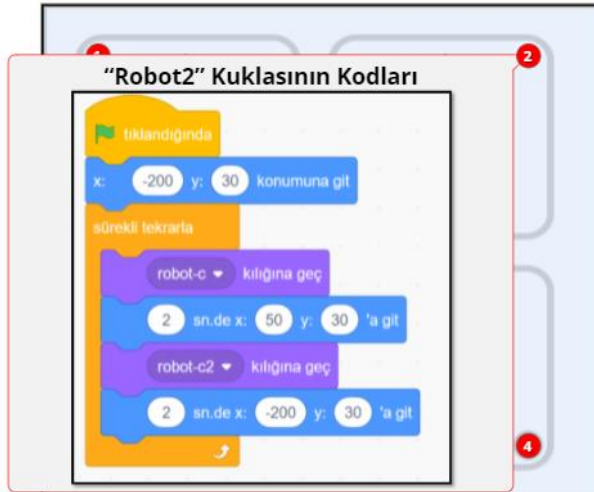 2
"Robot2" Kuklasının Kodları
tıklandığında
x: -200 y: 30 konumuna git
sürekli tekrarla
robot-c kılığına geç
2 sn.de x: 50 y: 30 'a git
robot-c2 kılığına geç
2 sn.de x: -200 y: 30 'a git
4